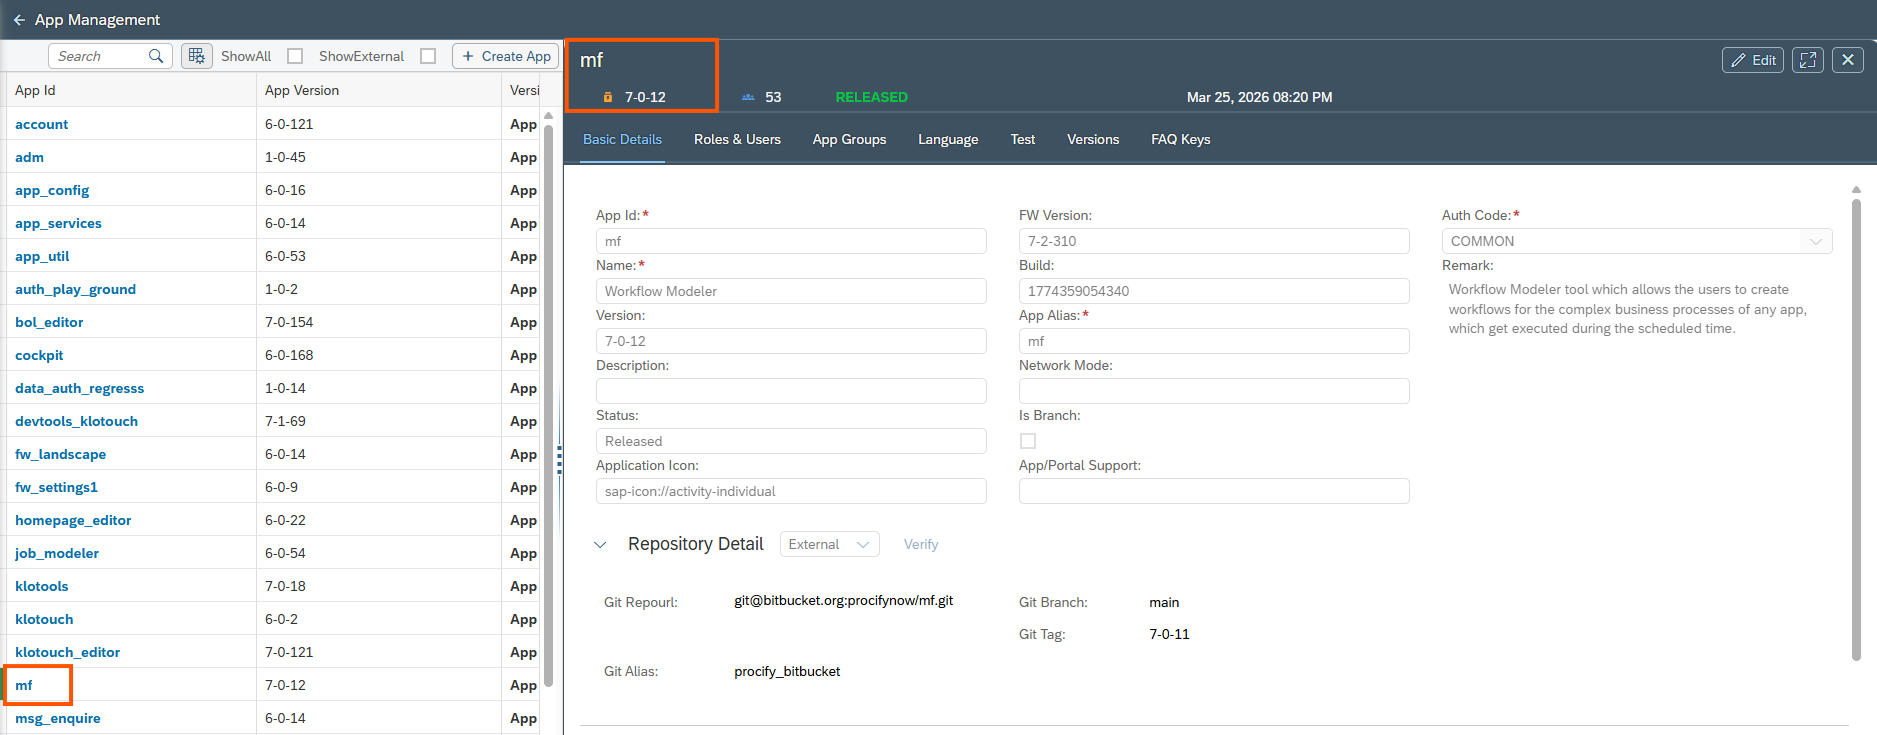 App Management
Search
ShowAll
ShowExternal
Create App
App Id
App Version
Versi
account 6-0-121 App
adm 1-0-45 App
app_config 6-0-16 App
app_services 6-0-14 App
app_util 6-0-53 App
auth_play_ground 1-0-2 App
bol_editor 7-0-154 App
cockpit 6-0-168 App
data_auth_regresss 1-0-14 App
devtools_klotouch 7-1-69 App
fw_landscape 6-0-14 App
fw_settings1 6-0-9 App
homepage_editor 6-0-22 App
job_modeler 6-0-54 App
klotools 7-0-18 App
klotouch 6-0-2 App
klotouch_editor 7-0-121 App
mf 7-0-12 App
msg_enquire 6-0-14 App
mf
Edit
7-0-12
53
RELEASED
Mar 25, 2026 08:20 PM
Basic Details
Roles & Users
App Groups
Language
Test
Versions
FAQ Keys
App Id:*
mf
Name:*
Workflow Modeler
Version:
7-0-12
Description:
Status:
Released
Application Icon:
sap-icon://activity-individual
FW Version:
7-2-310
Build:
1774359054340
App Alias:*
mf
Network Mode:
Is Branch:
App/Portal Support:
Auth Code:*
COMMON
Remark:
Workflow Modeler tool which allows the users to create
workflows for the complex business processes of any app,
which get executed during the scheduled time.
Repository Detail
External
Verify
Git Repourl:
git@bitbucket.org:procifynow/mf.git
Git Branch:
main
Git Tag:
7-0-11
Git Alias:
procify_bitbucket